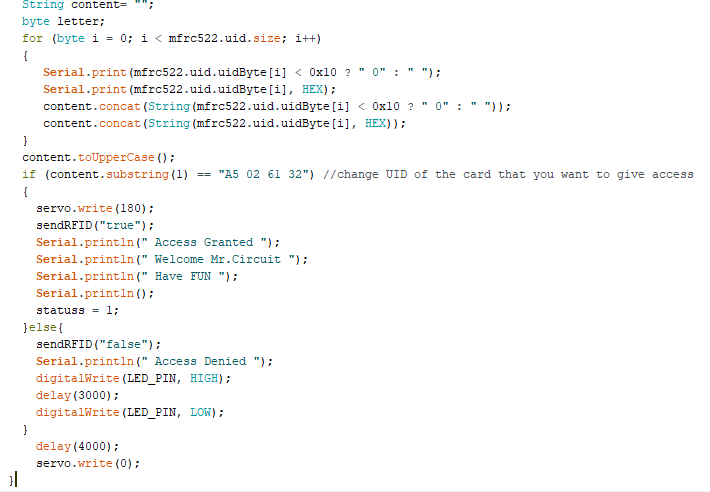 String content= "";
byte letter;
for (byte i = 0; i < mfrc522.uid.size; i++)
{
Serial.print(mfrc522.uid.uidByte[i] < 0x10 ? " 0" : " ");
Serial.print(mfrc522.uid.uidByte[i], HEX);
content.concat(String(mfrc522.uid.uidByte[i] < 0x10 ? " 0" : " "));
content.concat(String(mfrc522.uid.uidByte[i], HEX));
}
content.toUpperCase();
if (content.substring(1) == "A5 02 61 32") //change UID of the card that you want to give access
{
servo.write(180);
sendRFID("true");
Serial.println(" Access Granted ");
Serial.println(" Welcome Mr.Circuit ");
Serial.println(" Have FUN ");
Serial.println();
statuss = 1;
}else{
sendRFID("false");
Serial.println(" Access Denied ");
digitalWrite(LED_PIN, HIGH);
delay(3000);
digitalWrite(LED_PIN, LOW);
}
delay(4000);
servo.write(0);
}